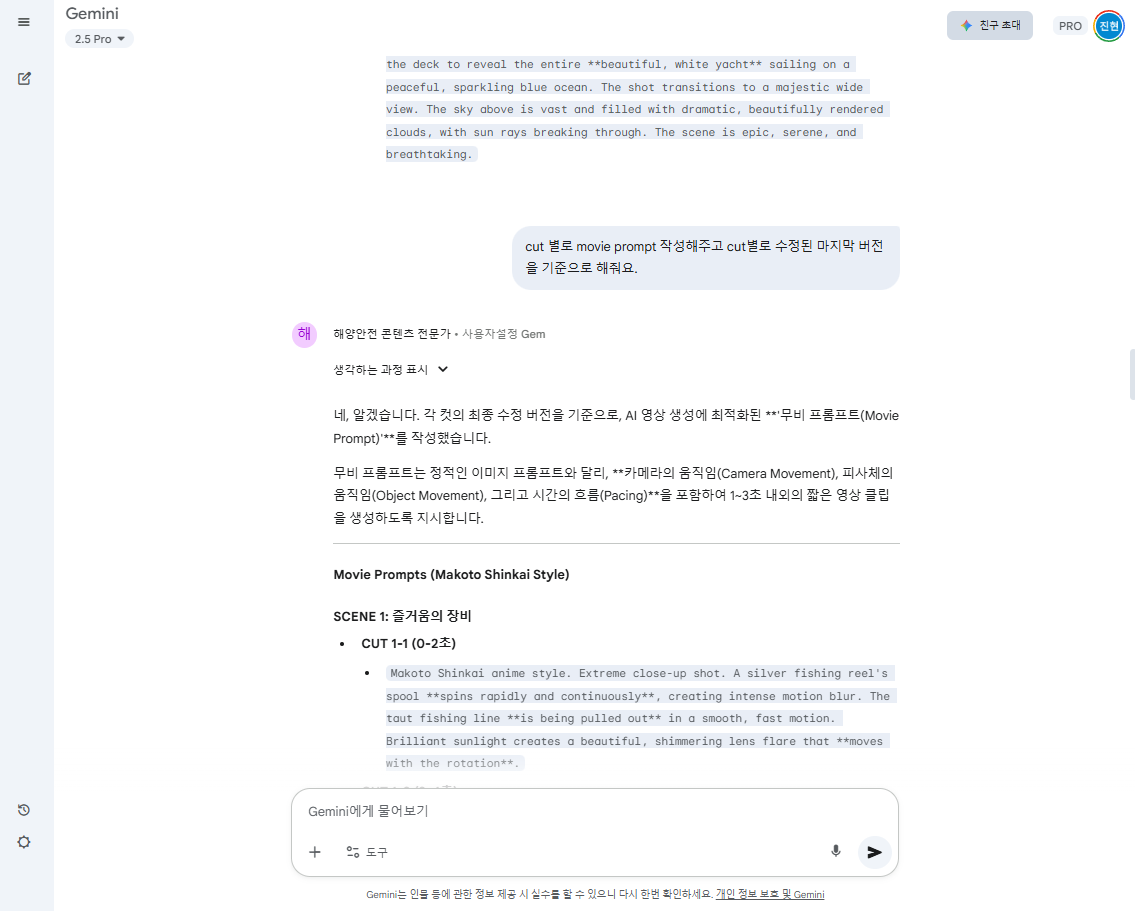 Gemini
2.5 Pro
친구 초대
PRO
진현
the deck to reveal the entire **beautiful, white yacht** sailing on a
peaceful, sparkling blue ocean. The shot transitions to a majestic wide
view. The sky above is vast and filled with dramatic, beautifully rendered
clouds, with sun rays breaking through. The scene is epic, serene, and
breathtaking.
cut 별로 movie prompt 작성해주고 cut별로 수정된 마지막 버전
을 기준으로 해줘요.
해
해양안전 콘텐츠 전문가 • 사용자설정 Gem
생각하는 과정 표시
네, 알겠습니다. 각 컷의 최종 수정 버전을 기준으로, AI 영상 생성에 최적화된 **'무비 프롬프트(Movie
Prompt)'**를 작성했습니다.
무비 프롬프트는 정적인 이미지 프롬프트와 달리, **카메라의 움직임(Camera Movement), 피사체의
움직임(Object Movement), 그리고 시간의 흐름(Pacing)**을 포함하여 1~3초 내외의 짧은 영상 클립
을 생성하도록 지시합니다.
Movie Prompts (Makoto Shinkai Style)
SCENE 1: 즐거움의 장비
• CUT 1-1 (0-2초)
• Makoto Shinkai anime style. Extreme close-up shot. A silver fishing reel's
spool **spins rapidly and continuously**, creating intense motion blur. The
taut fishing line **is being pulled out** in a smooth, fast motion.
Brilliant sunlight creates a beautiful, shimmering lens flare that **moves
with the rotation**.
Gemini에게 물어보기
도구
Gemini는 인물 등에 관한 정보 제공 시 실수를 할 수 있으니 다시 한번 확인하세요. 개인 정보 보호 및 Gemini